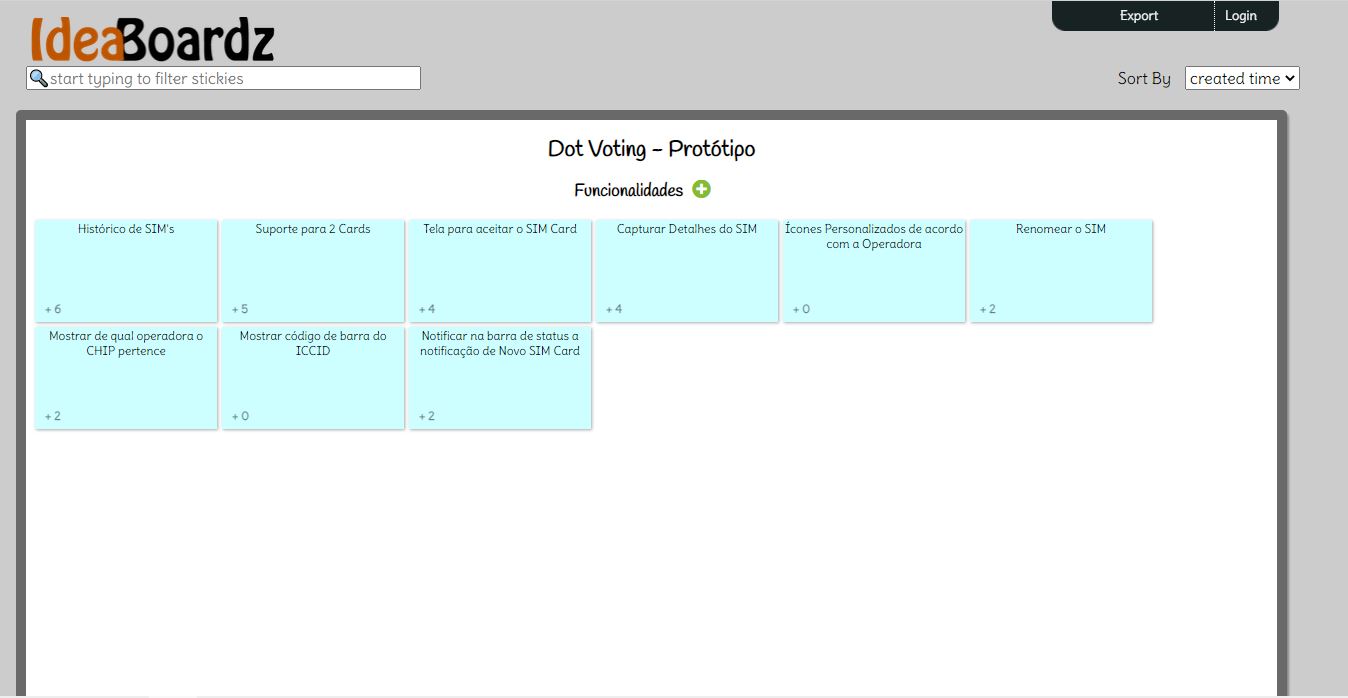 Export
Login
IdeaBoardz
start typing to filter stickies
Sort By
created time
Dot Voting - Protótipo
Funcionalidades
Histórico de SIM's
+ 6
Suporte para 2 Cards
+ 5
Tela para aceitar o SIM Card
+ 4
Capturar Detalhes do SIM
+ 4
Ícones Personalizados de acordo
com a Operadora
+ 0
Renomear o SIM
+ 2
Mostrar de qual operadora o
CHIP pertence
+ 2
Mostrar código de barra do
ICCID
+ 0
Notificar na barra de status a
notificação de Novo SIM Card
+ 2